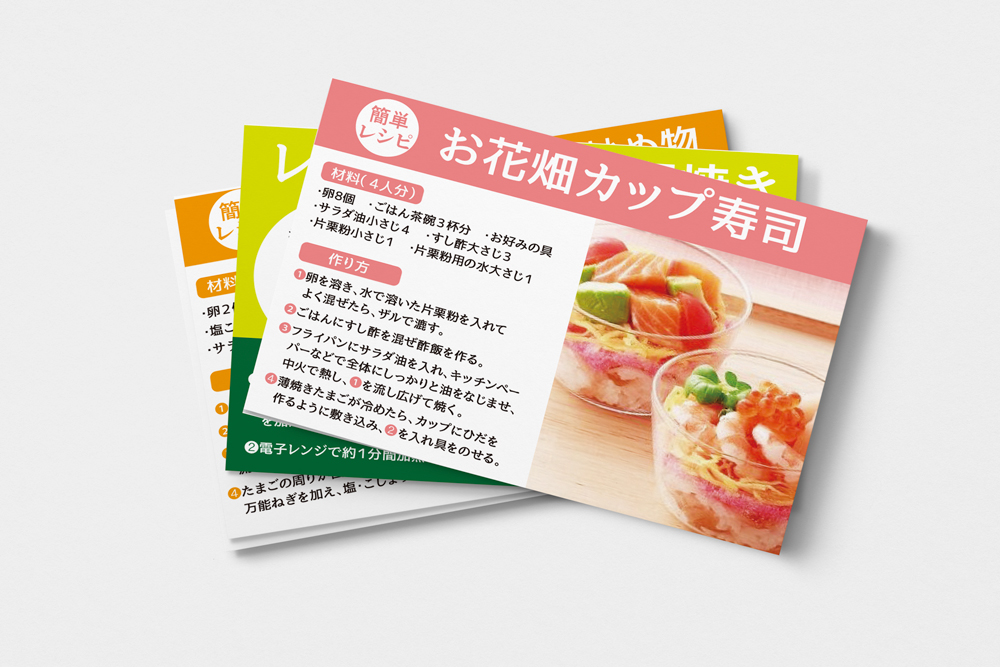 簡単
レシピ
お花畑カップ寿司
材料(4人分)
・卵8個 ・ごはん茶碗3杯分 ・お好みの具
・サラダ油小さじ4 ・すし酢大さじ3
・片栗粉小さじ1 ・片栗粉用の水大さじ1
作り方
❶卵を溶き、水で溶いた片栗粉を入れて
よく混ぜたら、ザルで漉す。
❷ごはんにすし酢を混ぜ酢飯を作る。
❸フライパンにサラダ油を入れ、キッチンペー
パーなどで全体にしっかりと油をなじませ、
中火で熱し、❶を流し広げて焼く。
❹薄焼きたまごが冷めたら、カップにひだを
作るように敷き込み、❷を入れ具をのせる。
物
焼き
レ
を加
❷電子レンジで約1分間加熱
簡
レ
材料
・卵2
・塩こ
・サラ
❶
❷
❹たまごの周りが
万能ねぎを加え、塩・こしょ